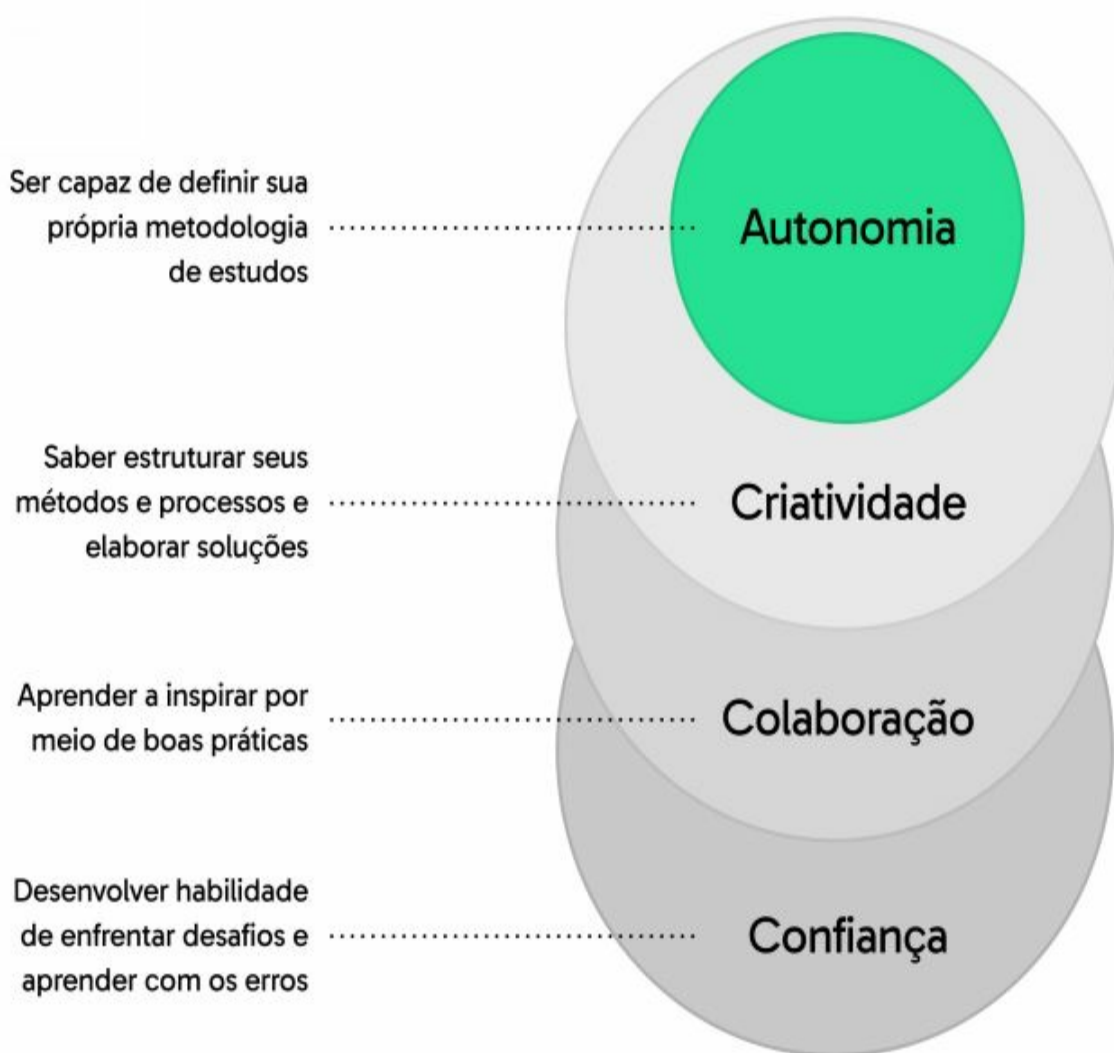 Ser capaz de definir sua
própria metodologia
de estudos
Autonomia
Saber estruturar seus
métodos e processos e
elaborar soluções
Criatividade
Aprender a inspirar por
meio de boas práticas
Colaboração
Desenvolver habilidade
de enfrentar desafios e
aprender com os erros
Confiança